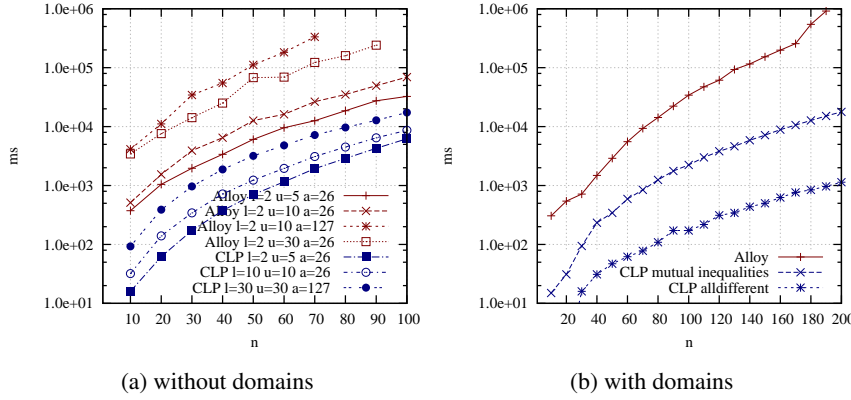 1.0e+06
1.0e+05
1.0e+04
1.0e+03
1.0e+02
1.0e+01
ms
10 20 30 40 50 60 70 80 90 100
n
Alloy l=2 u=5 a=26
Alloy l=2 u=10 a=26
Alloy l=2 u=10 a=127
Alloy l=2 u=30 a=26
CLP l=2 u=5 a=26
CLP l=10 u=10 a=26
CLP l=30 u=30 a=127
(a) without domains
1.0e+06
1.0e+05
1.0e+04
1.0e+03
1.0e+02
1.0e+01
ms
20 40 60 80 100 120 140 160 180 200
n
Alloy
CLP mutual inequalities
CLP alldifferent
(b) with domains